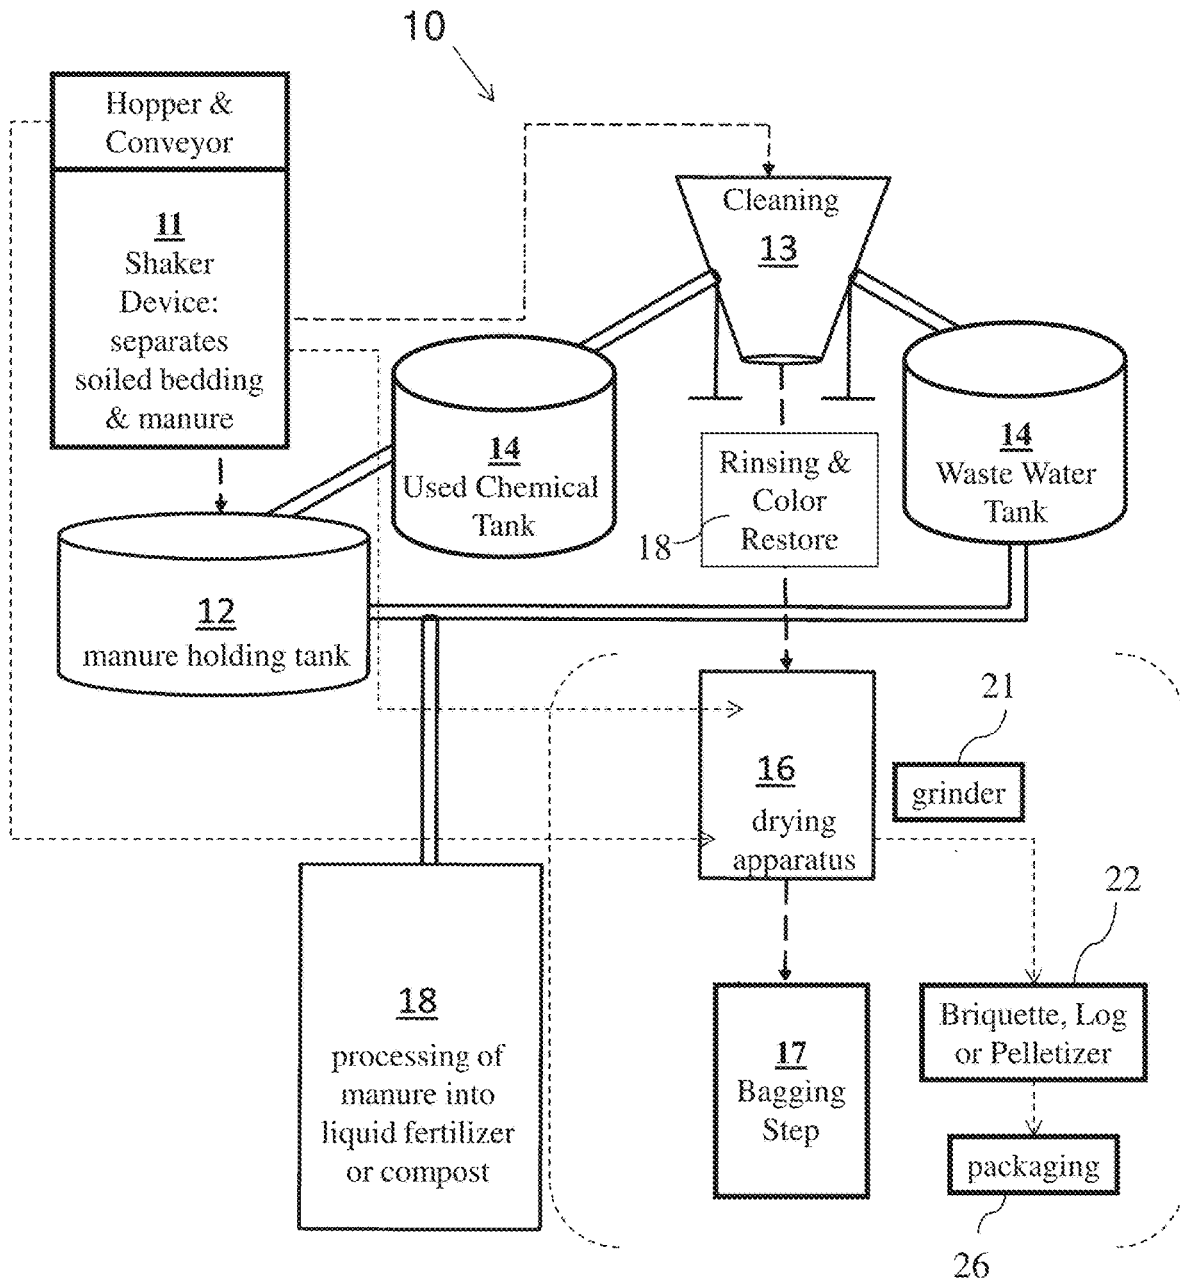 10
Hopper &
Conveyor
11
Shaker
Device:
separates
soiled bedding
& manure
Cleaning
13
14
Used Chemical
Tank
Rinsing &
Color
Restore
18
14
Waste Water
Tank
12
manure holding tank
16
drying
apparatus
21
grinder
22
Briquette, Log
or Pelletizer
18
processing of
manure into
liquid fertilizer
or compost
17
Bagging
Step
packaging
26